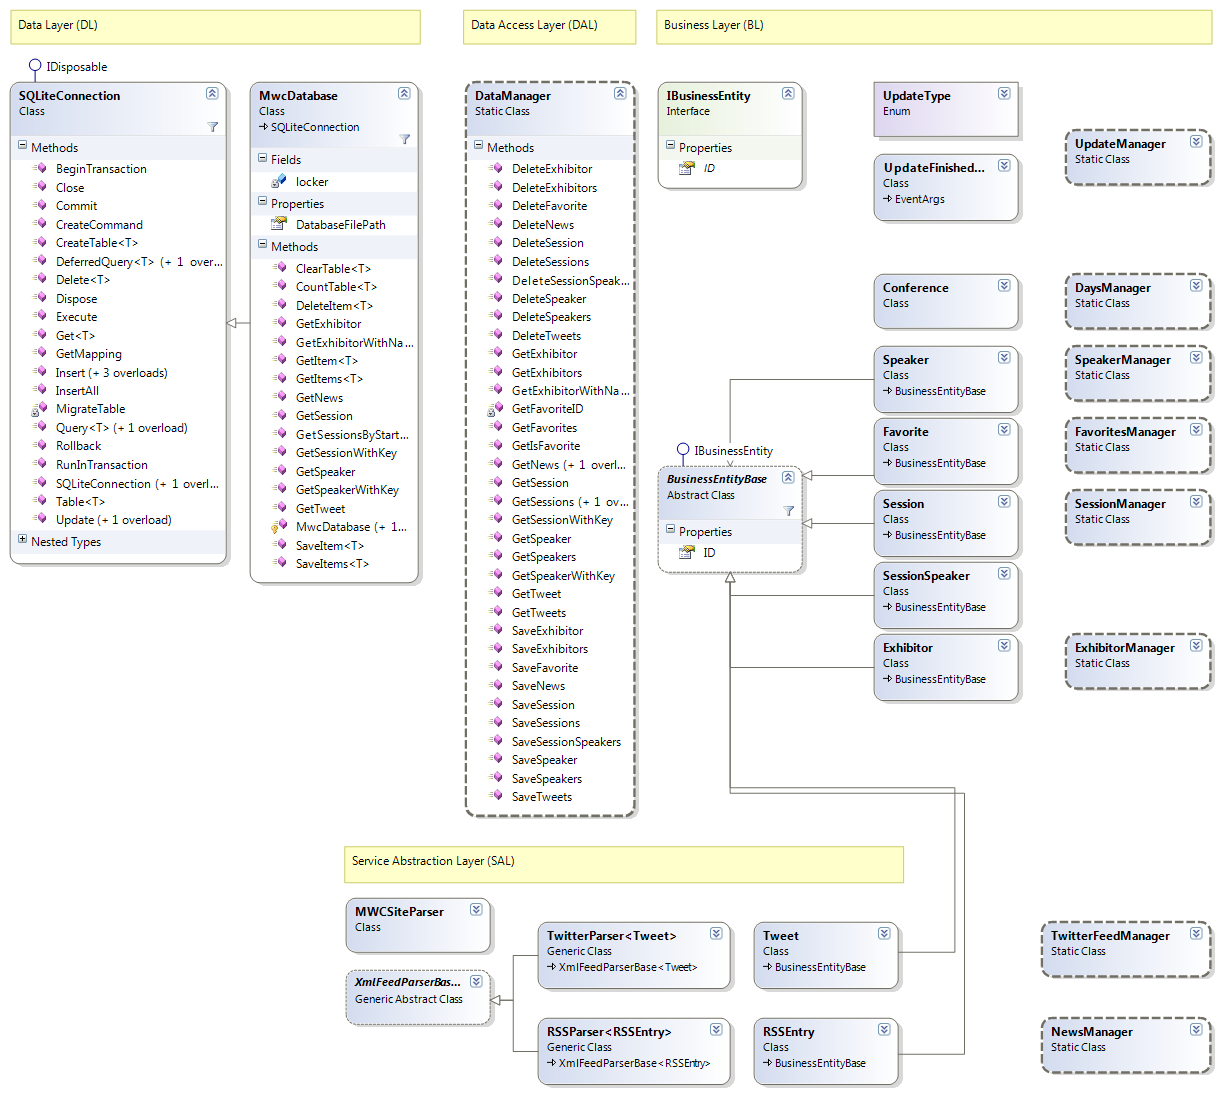 Data Layer (DL)
Data Access Layer (DAL)
Business Layer (BL)
IDisposable
SQLiteConnection
Class
Methods
BeginTransaction
Close
Commit
CreateCommand
CreateTable<T>
DeferredQuery<T> (+ 1 over...
Delete<T>
Dispose
Execute
Get<T>
GetMapping
Insert (+ 3 overloads)
InsertAll
MigrateTable
Query<T> (+ 1 overload)
Rollback
RunInTransaction
SQLiteConnection (+ 1 overl...
Table<T>
Update (+ 1 overload)
Nested Types
MwcDatabase
Class
SQLiteConnection
Fields
locker
Properties
DatabaseFilePath
Methods
ClearTable<T>
CountTable<T>
DeleteItem<T>
GetExhibitor
GetExhibitorWithNa...
GetItem<T>
GetItems<T>
GetNews
GetSession
GetSessionsByStart...
GetSessionWithKey
GetSpeaker
GetSpeakerWithKey
GetTweet
MwcDatabase (+ 1...
SaveItem<T>
SaveItems<T>
DataManager
Static Class
Methods
DeleteExhibitor
DeleteExhibitors
DeleteFavorite
DeleteNews
DeleteSession
DeleteSessions
DeleteSessionSpeak...
DeleteSpeaker
DeleteSpeakers
DeleteTweets
GetExhibitor
GetExhibitors
GetExhibitorWithNa...
GetFavoriteID
GetFavorites
GetIsFavorite
GetNews (+ 1 overl...
GetSession
GetSessions (+ 1 ov...
GetSessionWithKey
GetSpeaker
GetSpeakers
GetSpeakerWithKey
GetTweet
GetTweets
SaveExhibitor
SaveExhibitors
SaveFavorite
SaveNews
SaveSession
SaveSessions
SaveSessionSpeakers
SaveSpeaker
SaveSpeakers
SaveTweets
IBusinessEntity
Interface
Properties
ID
IBusinessEntity
BusinessEntityBase
Abstract Class
Properties
ID
UpdateType
Enum
UpdateFinished...
Class
EventArgs
Conference
Class
Speaker
Class
BusinessEntityBase
Favorite
Class
BusinessEntityBase
Session
Class
BusinessEntityBase
SessionSpeaker
Class
BusinessEntityBase
Exhibitor
Class
BusinessEntityBase
UpdateManager
Static Class
DaysManager
Static Class
SpeakerManager
Static Class
FavoritesManager
Static Class
SessionManager
Static Class
ExhibitorManager
Static Class
Service Abstraction Layer (SAL)
MWCSiteParser
Class
XmlFeedParserBas...
Generic Abstract Class
TwitterParser<Tweet>
Generic Class
XmlFeedParserBase<Tweet>
RSSParser<RSSEntry>
Generic Class
XmlFeedParserBase<RSSEntry>
Tweet
Class
BusinessEntityBase
RSSEntry
Class
BusinessEntityBase
TwitterFeedManager
Static Class
NewsManager
Static Class